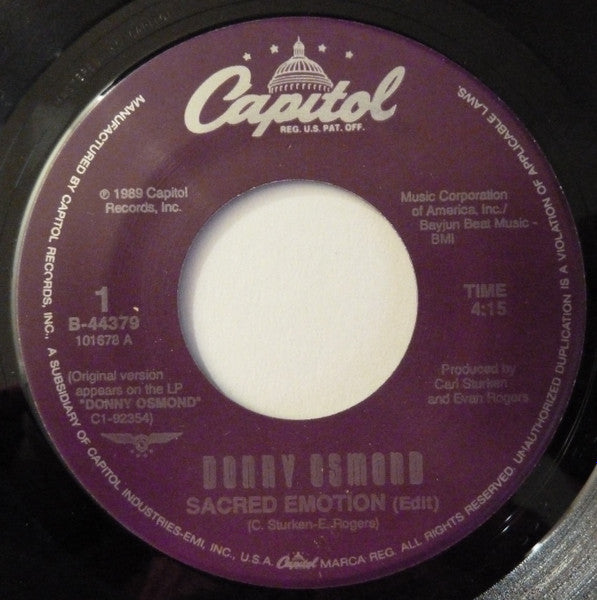 Capitol
REG. U.S. PAT. OFF.
℗ 1989 Capitol
Records, Inc.
Music Corporation
of America, Inc./
Bayjun Beat Music -
BMI
1
B-44379
101678 A
TIME
4:15
(Original version
appears on the LP
"DONNY OSMOND"
C1-92354)
Produced by
Carl Sturken
and Evan Rogers
DONNY OSMOND
SACRED EMOTION (Edit)
(C. Sturken-E. Rogers)
MANUFACTURED BY CAPITOL RECORDS, INC., A SUBSIDIARY OF CAPITOL INDUSTRIES-EMI, INC., U.S.A. Capitol MARCA REG. ALL RIGHTS RESERVED. UNAUTHORIZED DUPLICATION IS A VIOLATION OF APPLICABLE LAWS.